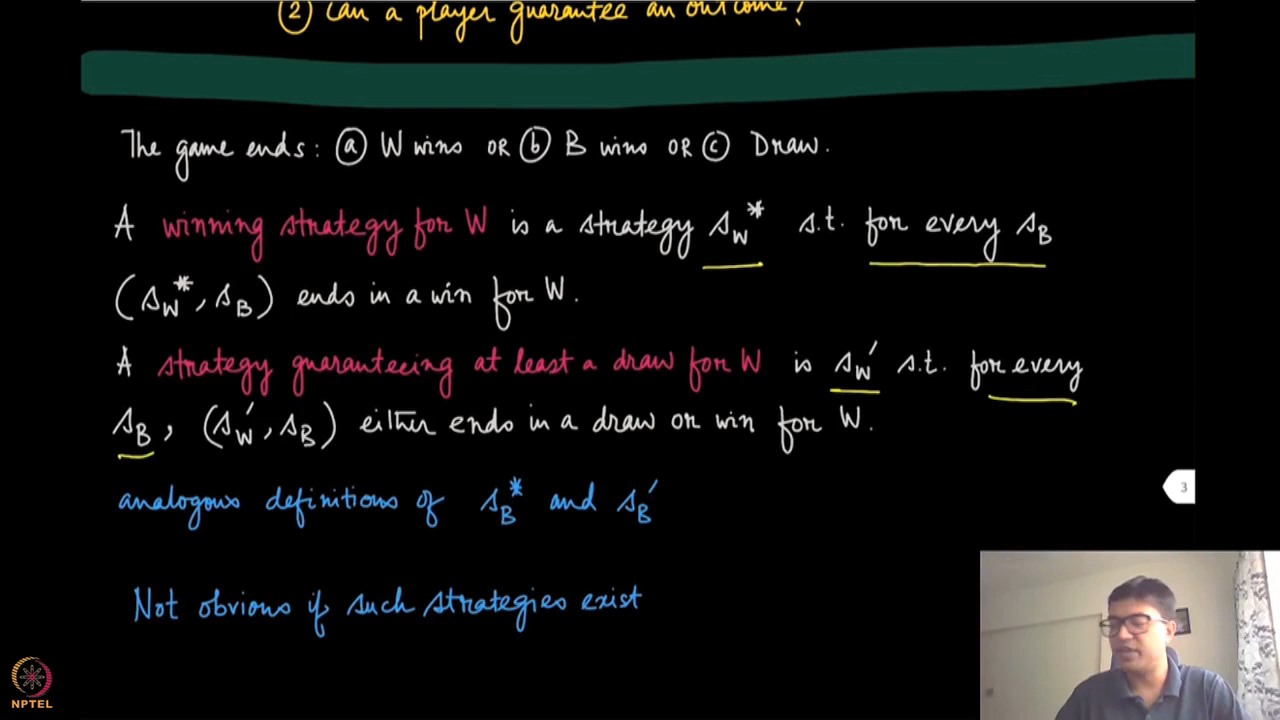 (2) Can a player guarantee an outcome?
The game ends: (a) W wins OR (b) B wins OR (c) Draw.
A winning strategy for W is a strategy s_W* s.t. for every s_B
(s_W*, s_B) ends in a win for W.
A strategy guaranteeing at least a draw for W is s_W' s.t. for every
s_B, (s_W', s_B) either ends in a draw or win for W.
analogous definitions of s_B* and s_B'
3
Not obvious if such strategies exist
NPTEL